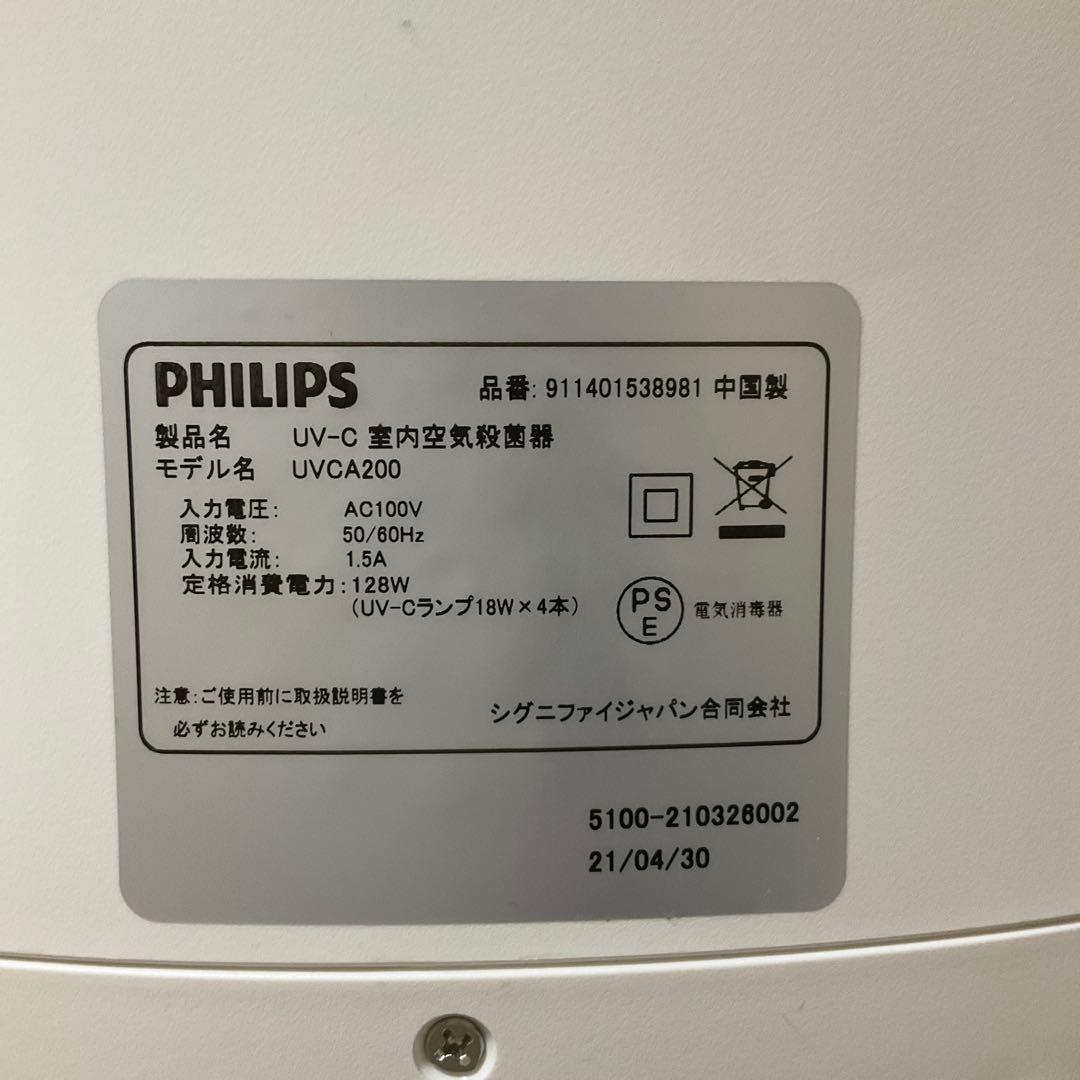 PHILIPS 品番: 911401538981 中国製
製品名 UV-C 室内空気殺菌器
モデル名 UVCA200
入力電圧: AC100V
周波数: 50/60Hz
入力電流: 1.5A
定格消費電力: 128W
(UV-Cランプ18W×4本)
PS
E
電気消毒器
注意:ご使用前に取扱説明書を
必ずお読みください
シグニファイジャパン合同会社
5100-210326002
21/04/30